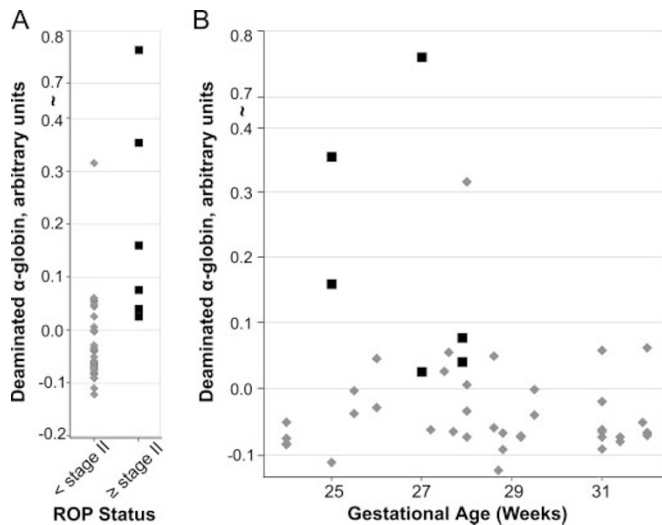 A
Deaminated α-globin, arbitrary units
0.8
0.7
~
0.4
0.3
0.2
0.1
0.0
-0.1
-0.2
< stage II
≥ stage II
ROP Status
B
Deaminated α-globin, arbitrary units
0.8
0.7
~
0.4
0.3
0.2
0.1
0.0
-0.1
25
27
29
31
Gestational Age (Weeks)